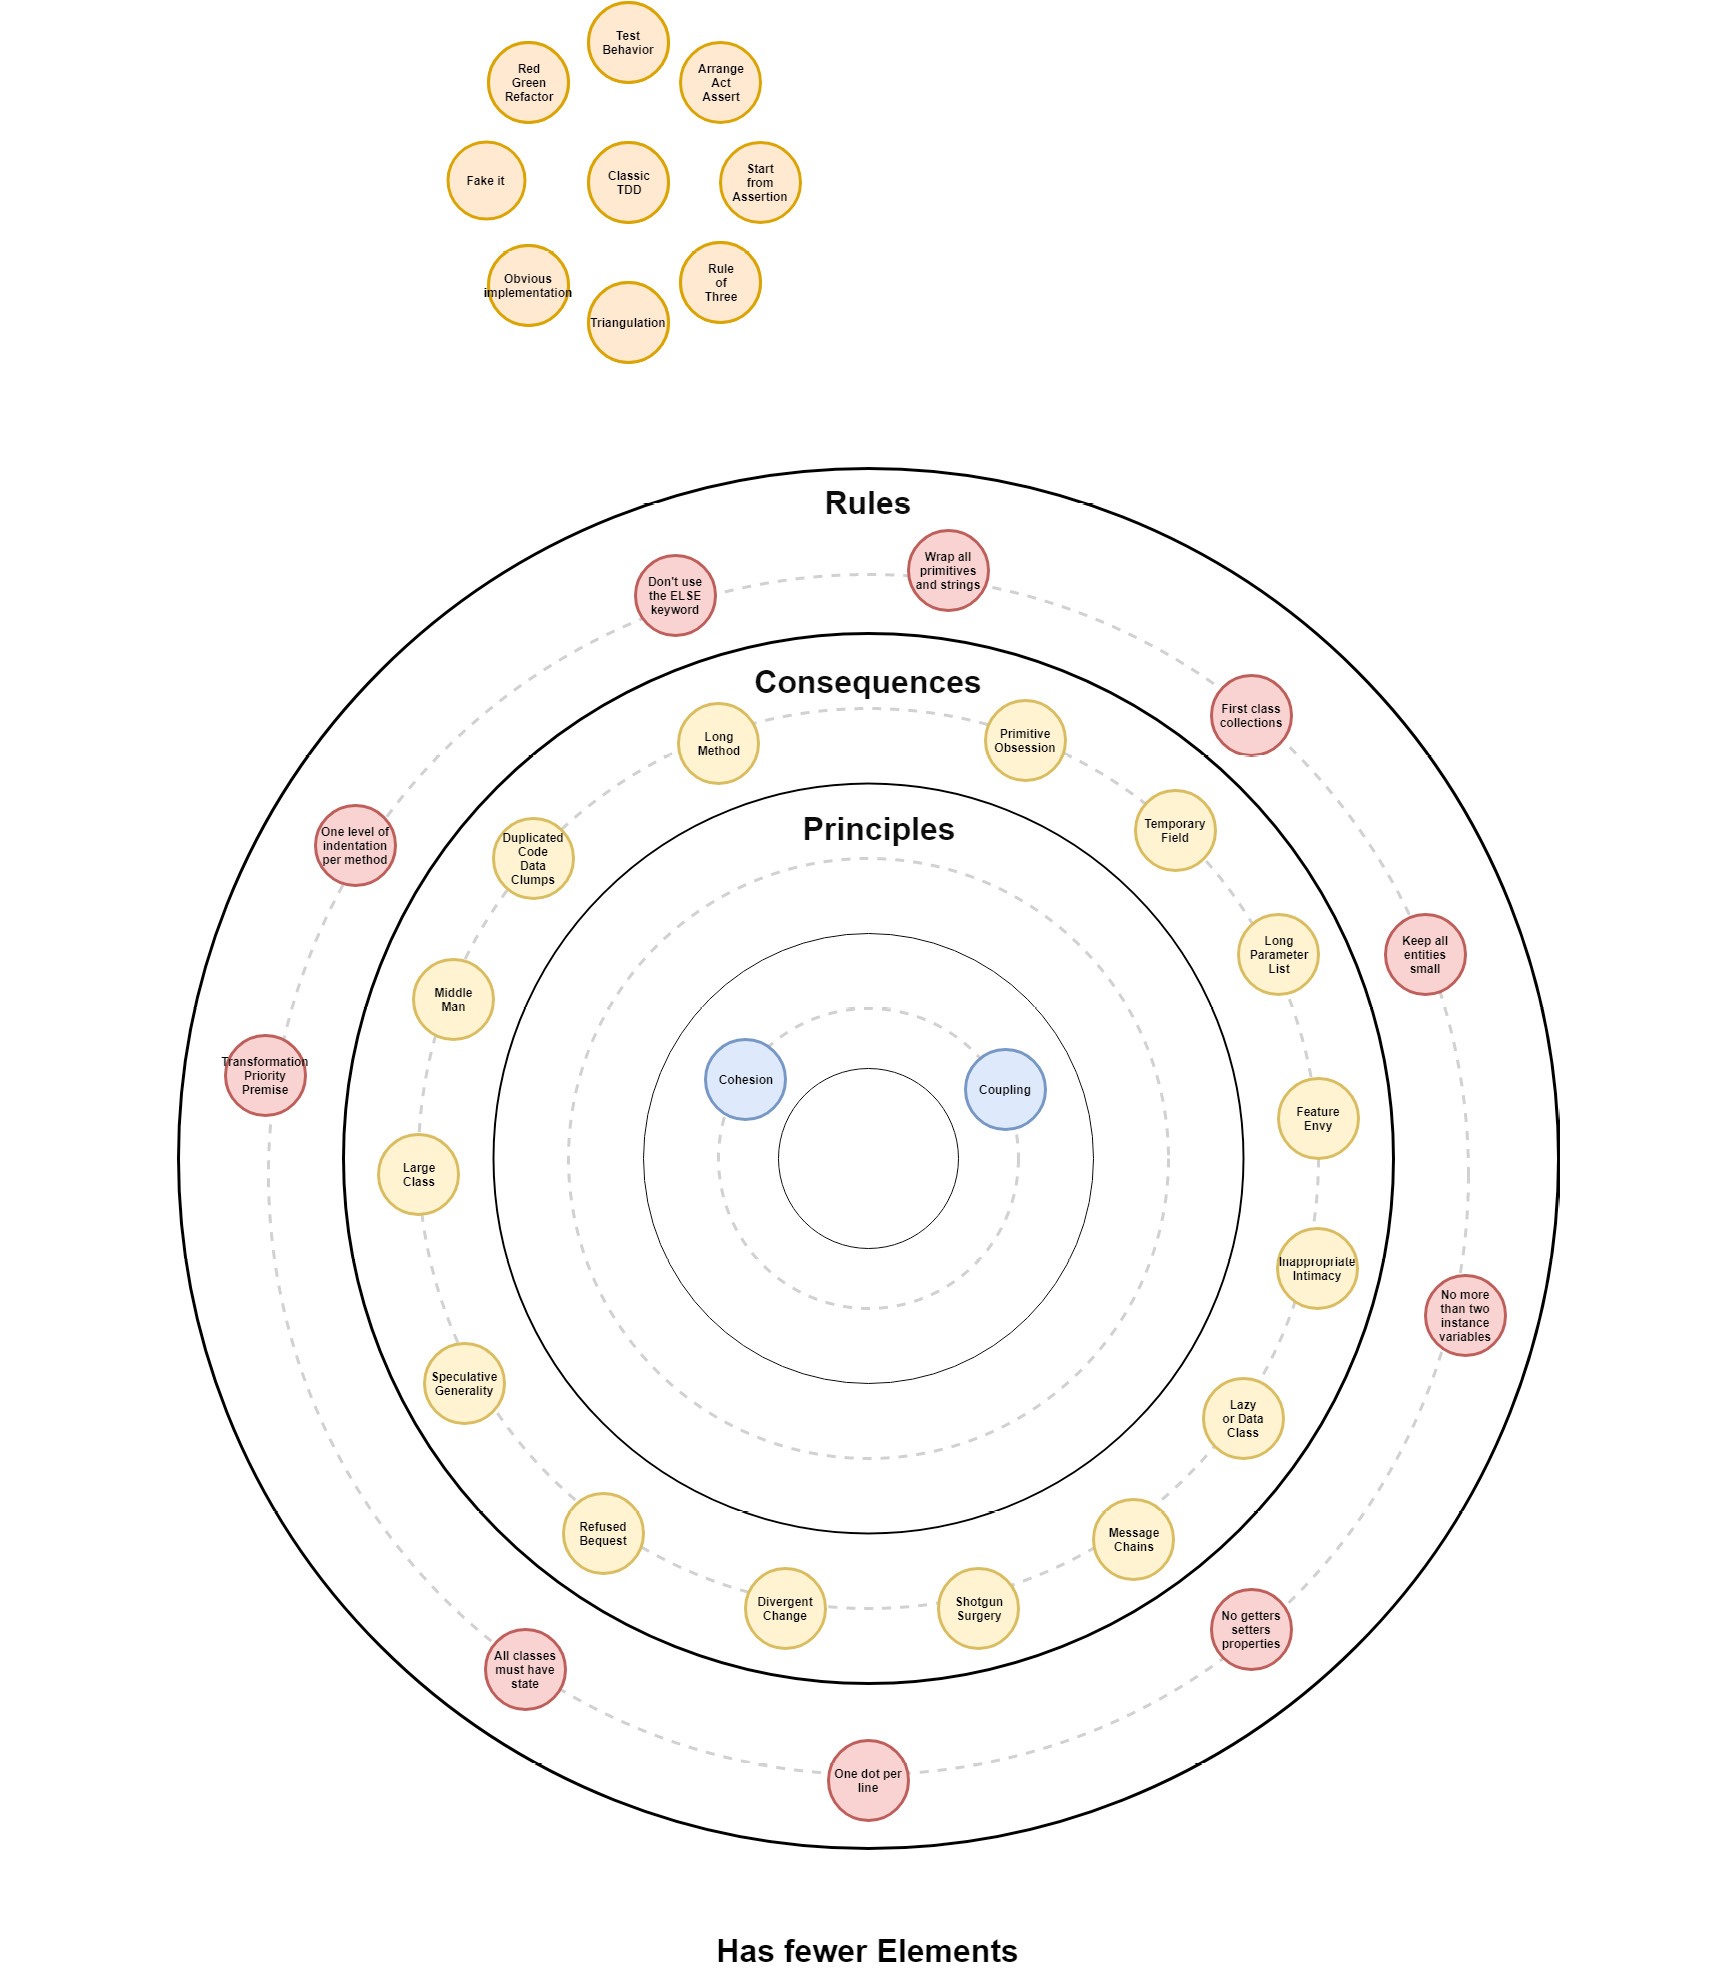 Test
Behavior
Red
Green
Refactor
Arrange
Act
Assert
Fake it
Classic
TDD
Start
from
Assertion
Obvious
implementation
Triangulation
Rule
of
Three
Rules
Don't use
the ELSE
keyword
Wrap all
primitives
and strings
First class
collections
One level of
indentation
per method
Keep all
entities
small
Transformation
Priority
Premise
No more
than two
instance
variables
No getters
setters
properties
All classes
must have
state
One dot per
line
Consequences
Long
Method
Primitive
Obsession
Temporary
Field
Duplicated
Code
Data
Clumps
Long
Parameter
List
Middle
Man
Feature
Envy
Large
Class
Inappropriate
Intimacy
Speculative
Generality
Lazy
or Data
Class
Refused
Bequest
Message
Chains
Divergent
Change
Shotgun
Surgery
Principles
Cohesion
Coupling
Has fewer Elements